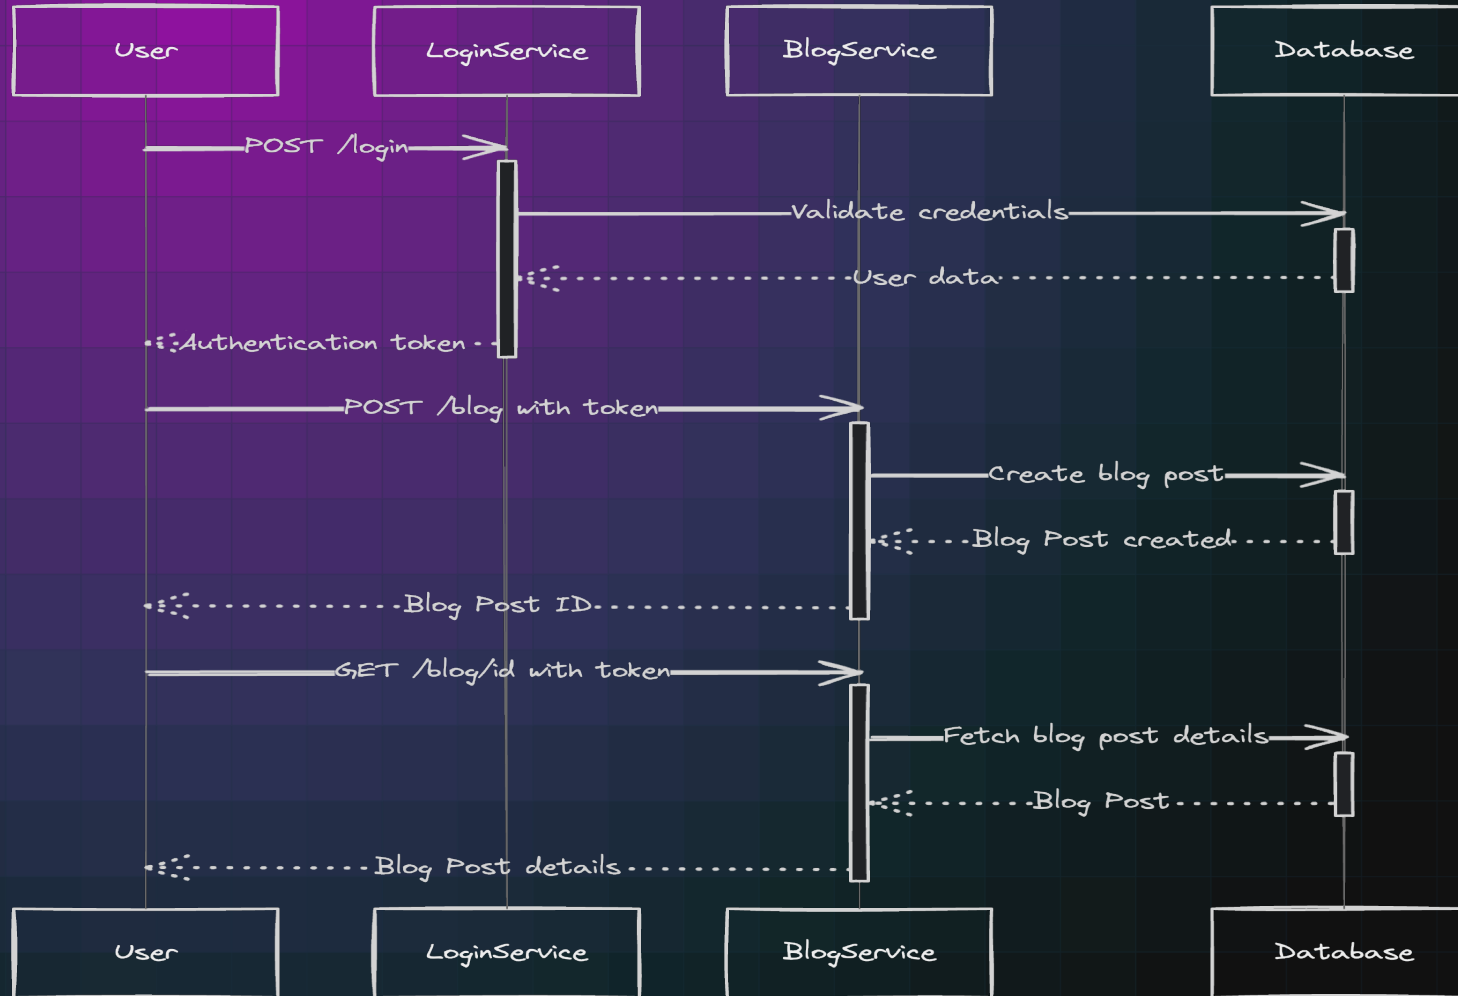 User
LoginService
BlogService
Database
POST /login
Validate credentials
User data
Authentication token
POST /blog with token
Create blog post
Blog Post created
Blog Post ID
GET /blog/id with token
Fetch blog post details
Blog Post
Blog Post details
User
LoginService
BlogService
Database